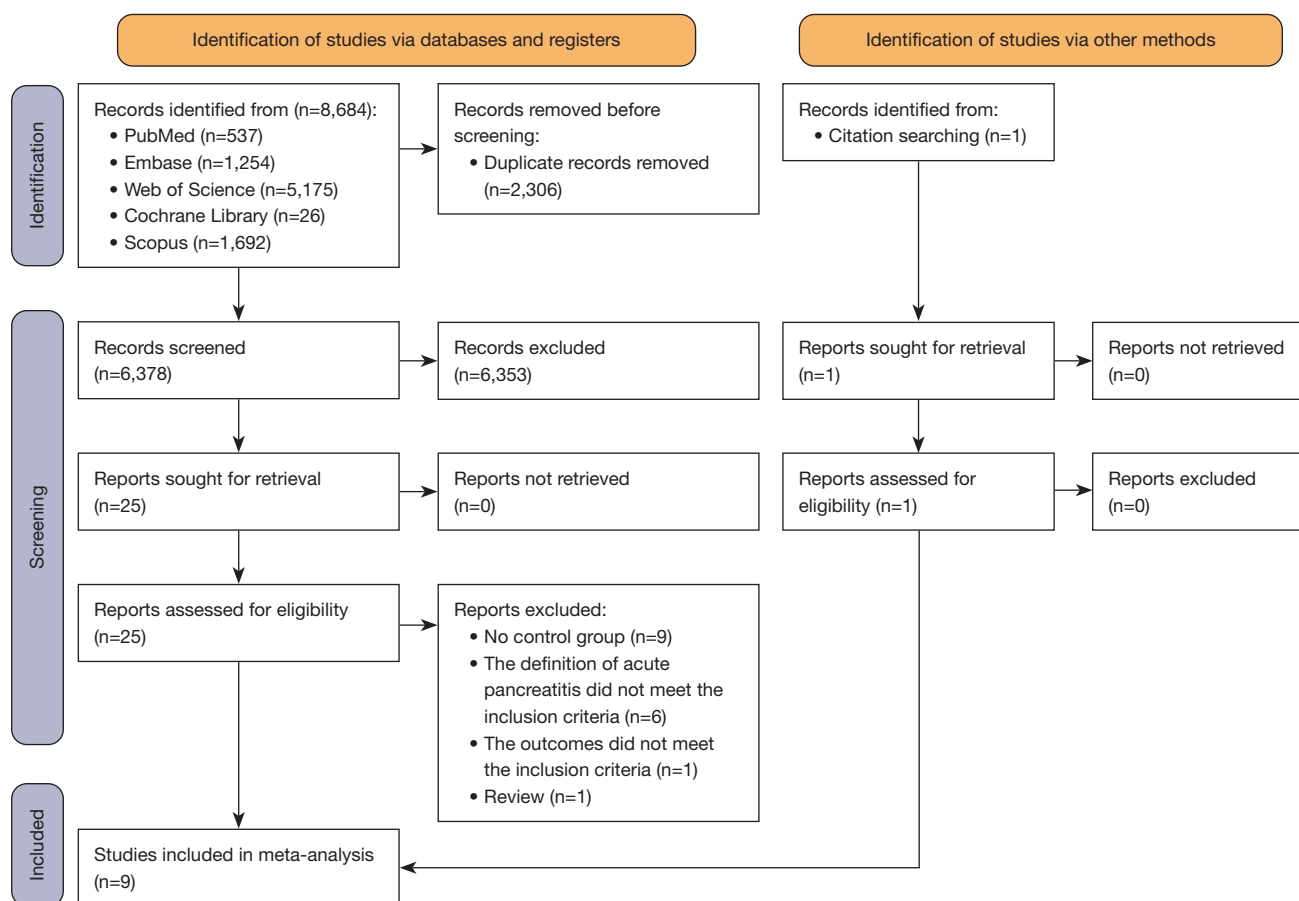 Identification of studies via databases and registers
Identification of studies via other methods
Identification
Records identified from (n=8,684):
• PubMed (n=537)
• Embase (n=1,254)
• Web of Science (n=5,175)
• Cochrane Library (n=26)
• Scopus (n=1,692)
Records removed before
screening:
• Duplicate records removed
(n=2,306)
Records identified from:
• Citation searching (n=1)
Screening
Records screened
(n=6,378)
Records excluded
(n=6,353)
Reports sought for retrieval
(n=1)
Reports not retrieved
(n=0)
Reports sought for retrieval
(n=25)
Reports not retrieved
(n=0)
Reports assessed for
eligibility (n=1)
Reports excluded
(n=0)
Reports assessed for eligibility
(n=25)
Reports excluded:
• No control group (n=9)
• The definition of acute
pancreatitis did not meet the
inclusion criteria (n=6)
• The outcomes did not meet
the inclusion criteria (n=1)
• Review (n=1)
Included
Studies included in meta-analysis
(n=9)